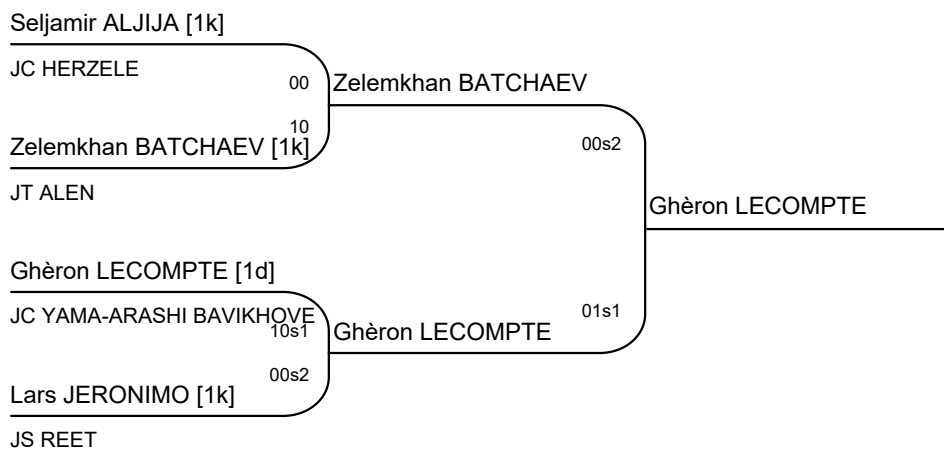 Seljamir ALJIJA [1k]
JC HERZELE
00
Zelemkhan BATCHAEV
10
Zelemkhan BATCHAEV [1k]
00s2
JT ALEN
Ghèron LECOMPTE
Ghèron LECOMPTE [1d]
JC YAMA-ARASHI BAVIKHOVE
01s1
10s1
Ghèron LECOMPTE
00s2
Lars JERONIMO [1k]
JS REET